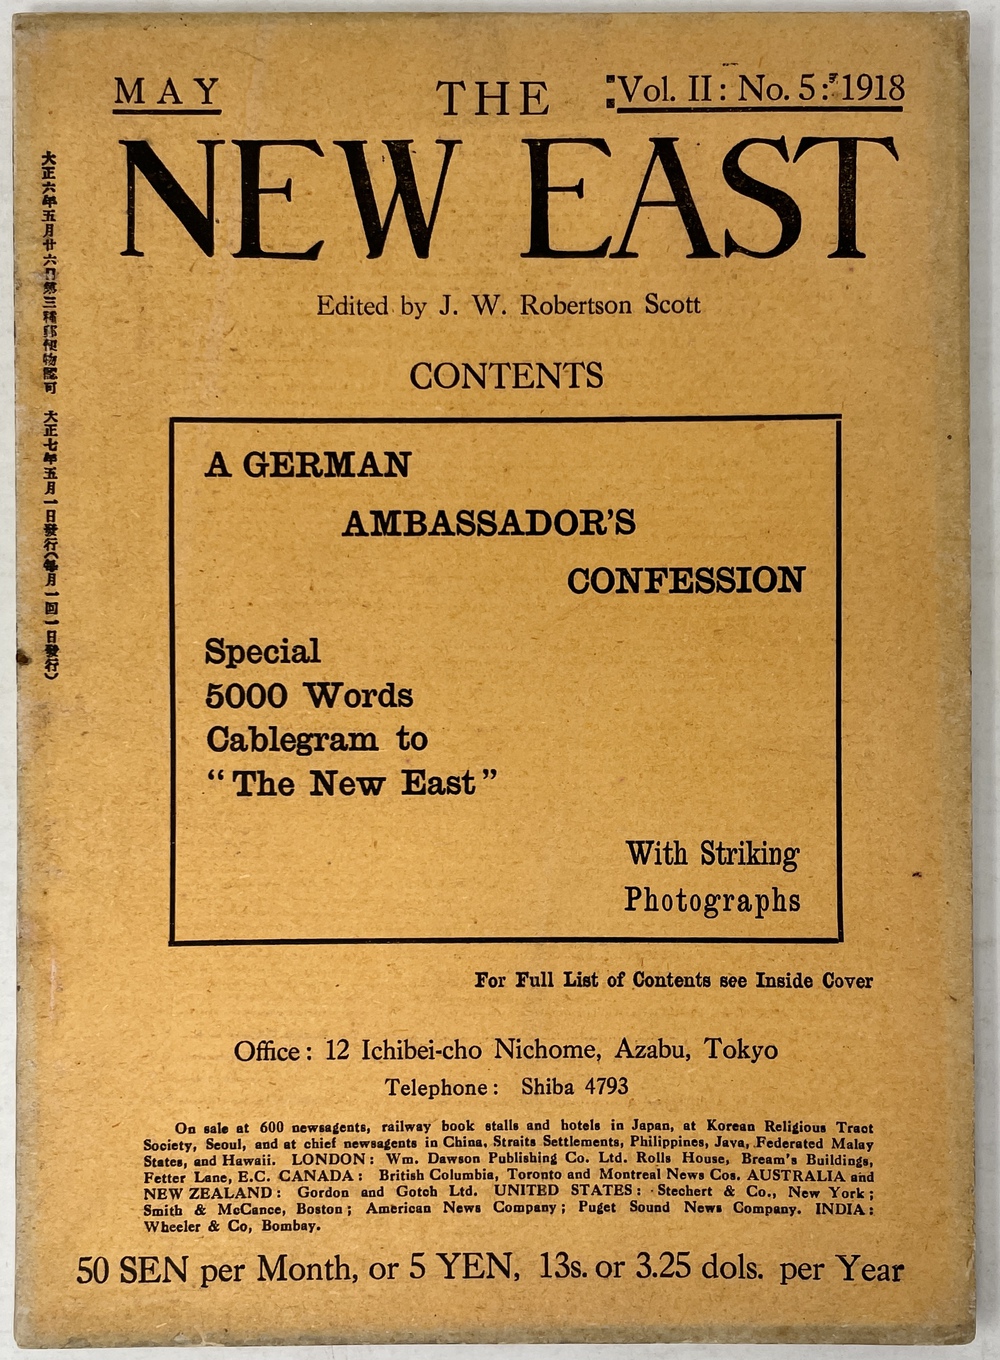 MAY
THE
Vol. II : No. 5 : 1918
NEW EAST
Edited by J. W. Robertson Scott
CONTENTS
A GERMAN
AMBASSADOR'S
CONFESSION
Special
5000 Words
Cablegram to
“The New East”
With Striking
Photographs
For Full List of Contents see Inside Cover
Office : 12 Ichibei-cho Nichome, Azabu, Tokyo
Telephone : Shiba 4793
On sale at 600 newsagents, railway book stalls and hotels in Japan, at Korean Religious Tract
Society, Seoul, and at chief newsagents in China, Straits Settlements, Philippines, Java, Federated Malay
States, and Hawaii. LONDON : Wm. Dawson Publishing Co. Ltd. Rolls House, Bream's Buildings,
Fetter Lane, E.C. CANADA : British Columbia, Toronto and Montreal News Cos. AUSTRALIA and
NEW ZEALAND : Gordon and Gotch Ltd. UNITED STATES : Stechert & Co., New York ;
Smith & McCance, Boston ; American News Company ; Puget Sound News Company. INDIA :
Wheeler & Co, Bombay.
50 SEN per Month, or 5 YEN, 13s. or 3.25 dols. per Year
大正六年五月廿六日第三種郵便物認可 大正七年五月一日發行（毎月一回一日發行）